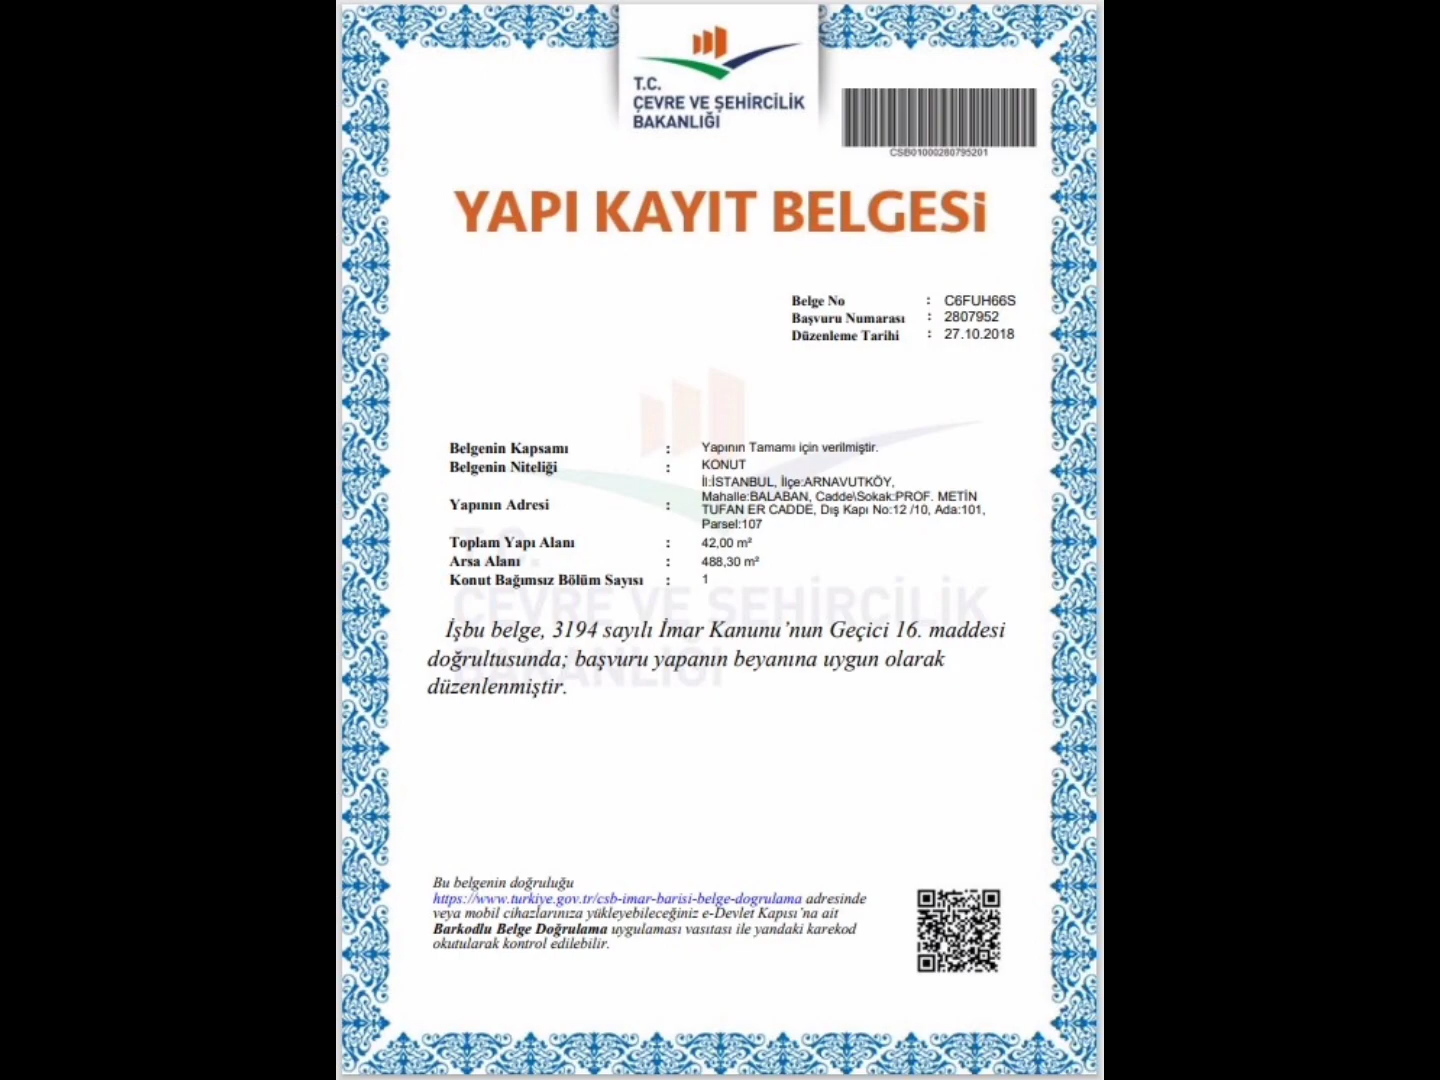 T.C.
ÇEVRE VE ŞEHİRCİLİK
BAKANLIĞI
CSB01000280795201
YAPI KAYIT BELGESİ
Belge No : C6FUH66S
Başvuru Numarası : 2807952
Düzenleme Tarihi : 27.10.2018
Belgenin Kapsamı : Yapının Tamamı için verilmiştir.
Belgenin Niteliği : KONUT
Yapının Adresi : İl:İSTANBUL, İlçe:ARNAVUTKÖY,
Mahalle:BALABAN, Cadde\Sokak:PROF. METİN
TUFAN ER CADDE, Dış Kapı No:12 /10, Ada:101,
Parsel:107
Toplam Yapı Alanı : 42,00 m²
Arsa Alanı : 488,30 m²
Konut Bağımsız Bölüm Sayısı : 1
T.C.
ÇEVRE VE ŞEHİRCİLİK
BAKANLIĞI
İşbu belge, 3194 sayılı İmar Kanunu’nun Geçici 16. maddesi
doğrultusunda; başvuru yapanın beyanına uygun olarak
düzenlenmiştir.
Bu belgenin doğruluğu
https://www.turkiye.gov.tr/csb-imar-barisi-belge-dogrulama adresinde
veya mobil cihazlarınıza yükleyebileceğiniz e-Devlet Kapısı’na ait
Barkodlu Belge Doğrulama uygulaması vasıtası ile yandaki karekod
okutularak kontrol edilebilir.